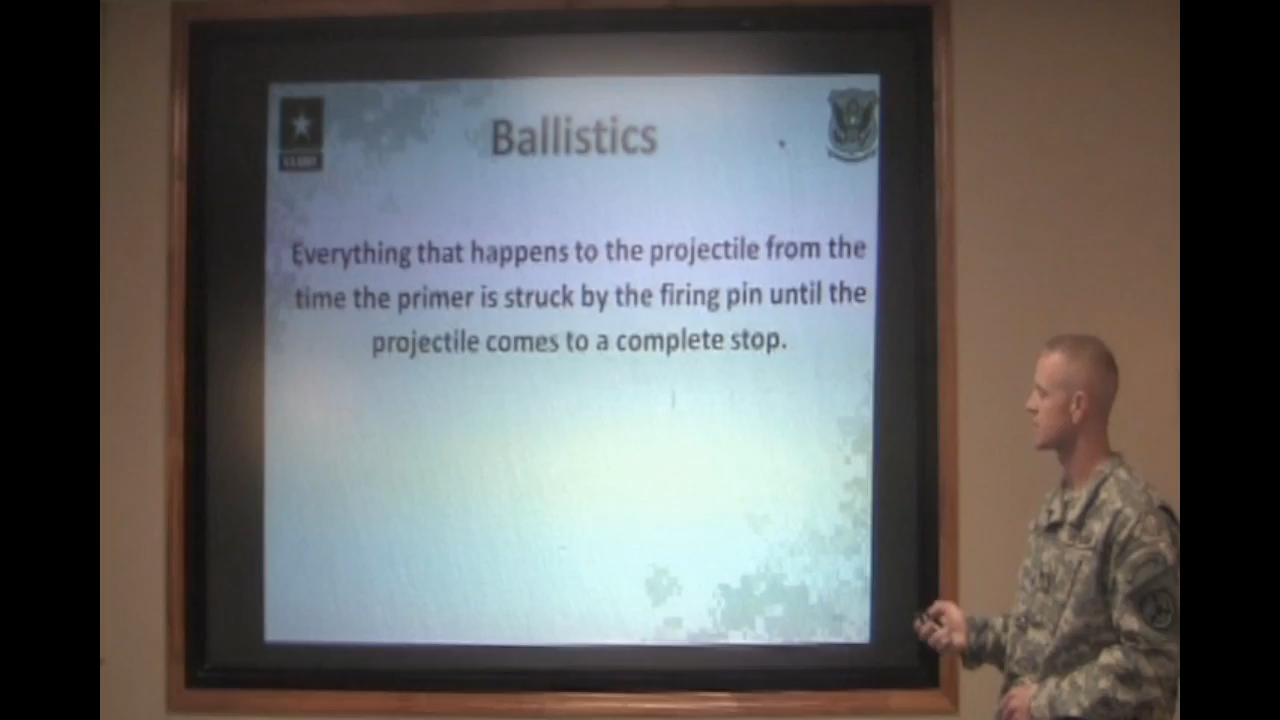 Ballistics
Everything that happens to the projectile from the
time the primer is struck by the firing pin until the
projectile comes to a complete stop.